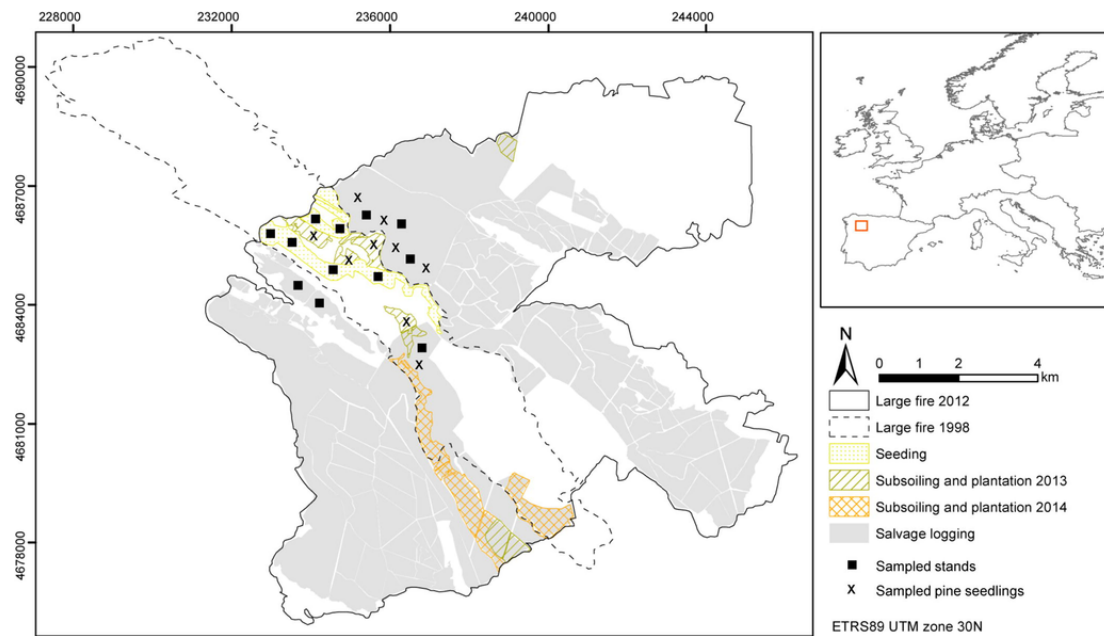 228000 232000 236000 240000 244000
4690000
4687000
4684000
4681000
4678000
N
0 2 4
km
Large fire 2012
Large fire 1998
Seeding
Subsoiling and plantation 2013
Subsoiling and plantation 2014
Salvage logging
Sampled stands
x Sampled pine seedlings
ETRS89 UTM zone 30N